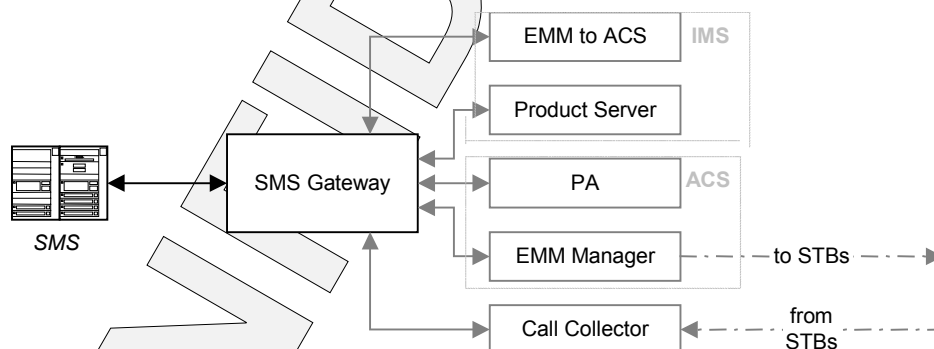 EMM to ACS
IMS
Product Server
SMS Gateway
PA
ACS
SMS
EMM Manager
to STBs
Call Collector
from
STBs